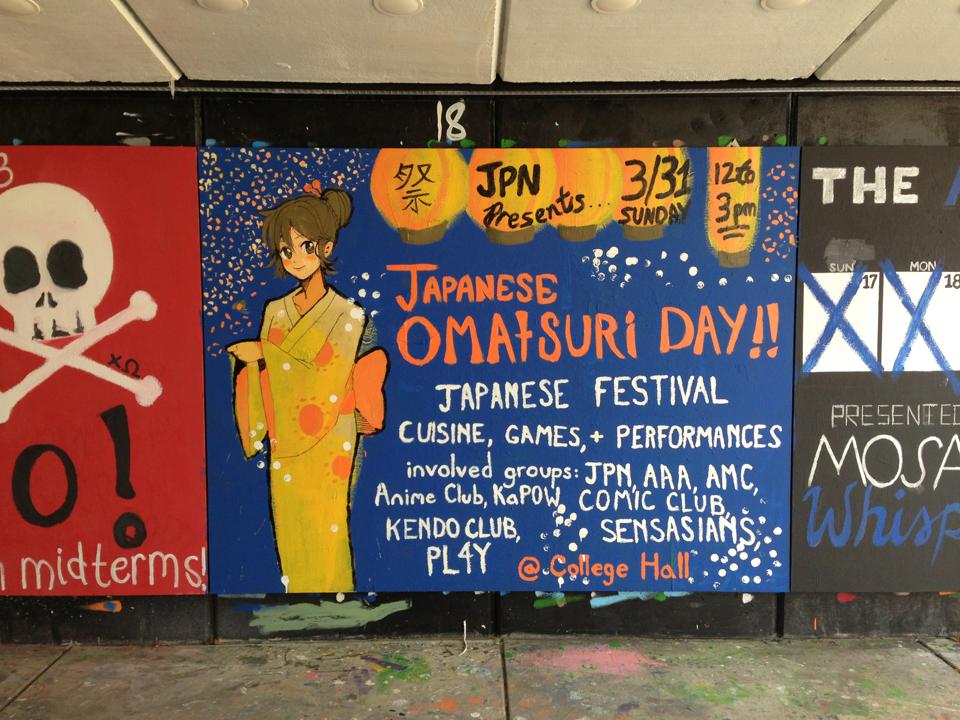 18
3
XΩ
O!
midterms!
祭
JPN
Presents...
3/31
SUNDAY
12to
3pm
JAPANESE
OMAtSURi DAY!!
JAPANESE FESTIVAL
CUISINE, GAMES, + PERFORMANCES
involved groups: JPN, AAA, AMC,
Anime Club, KaPOW, COMIC CLUB,
KENDO CLUB, SENSASIANS,
PL4Y
@ College Hall
THE
SUN 17
MON 18
PRESENTED
MOSA
Whisp